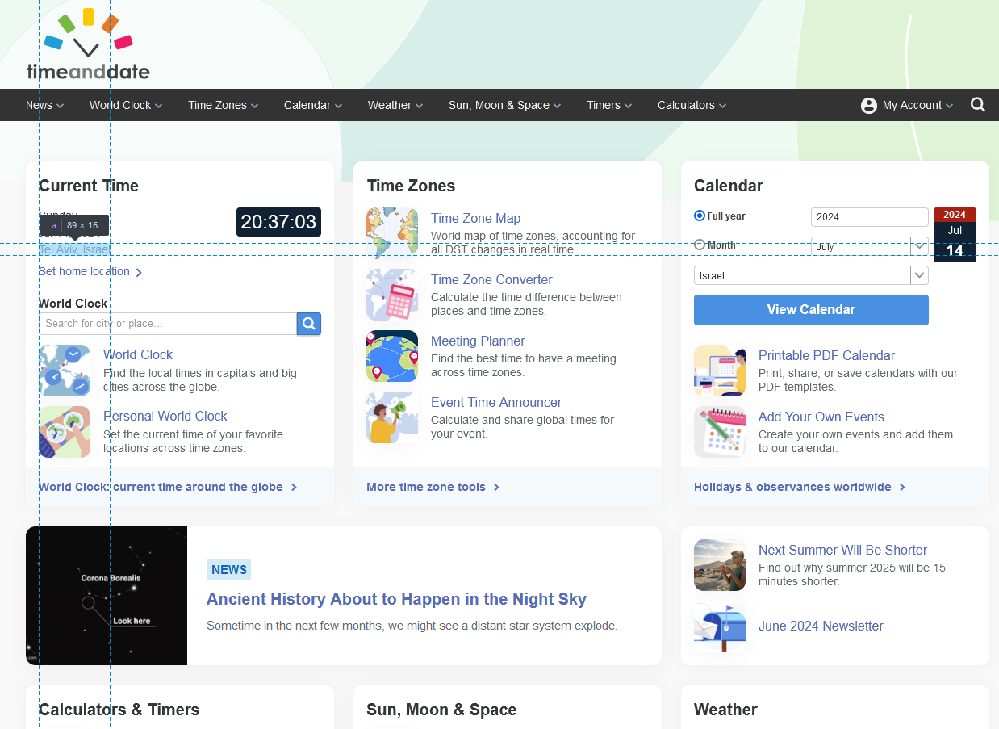 timeanddate
News
World Clock
Time Zones
Calendar
Weather
Sun, Moon & Space
Timers
Calculators
My Account
Current Time
Sunday
a 89 × 16
20:37:03
Tel Aviv, Israel
Set home location
World Clock
Search for city or place...
World Clock
Find the local times in capitals and big
cities across the globe.
Personal World Clock
Set the current time of your favorite
locations across time zones.
World Clock: current time around the globe
Time Zones
Time Zone Map
World map of time zones, accounting for
all DST changes in real time.
Time Zone Converter
Calculate the time difference between
places and time zones.
Meeting Planner
Find the best time to have a meeting
across time zones.
Event Time Announcer
Calculate and share global times for
your event.
More time zone tools
Calendar
Full year
2024
Month
July
Israel
2024
Jul
14
View Calendar
Printable PDF Calendar
Print, share, or save calendars with our
PDF templates.
Add Your Own Events
Create your own events and add them
to our calendar.
Holidays & observances worldwide
Corona Borealis
Look here
NEWS
Ancient History About to Happen in the Night Sky
Sometime in the next few months, we might see a distant star system explode.
Next Summer Will Be Shorter
Find out why summer 2025 will be 15
minutes shorter.
June 2024 Newsletter
Calculators & Timers
Sun, Moon & Space
Weather